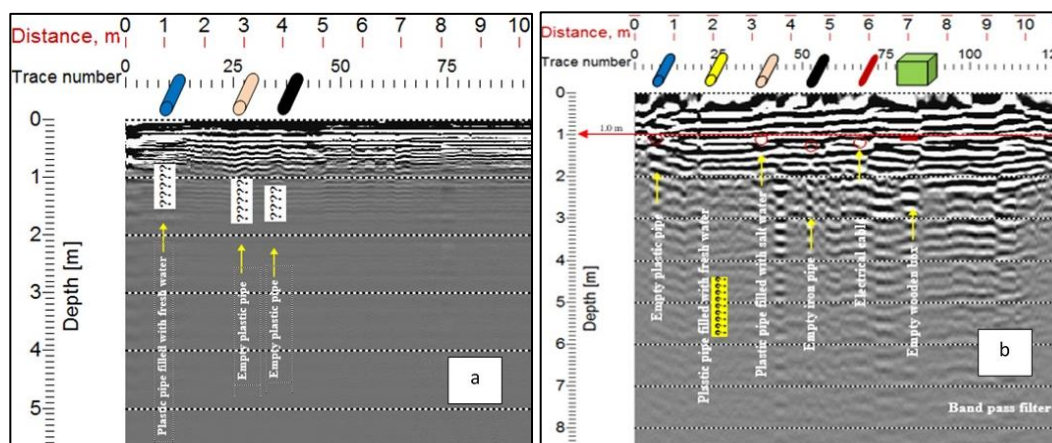 0 1 2 3 4 5 6 7 8 9 10
Distance, m
Trace number 0 25 50 75
0
1
2
3
4
5
Depth [m]
?????
??????
????
Plastic pipe filled with fresh water
Empty plastic pipe
Empty plastic pipe
a
0 1 2 3 4 5 6 7 8 9 10
Distance, m
Trace number 0 25 50 75 100
0
1
2
3
4
5
6
7
8
Depth [m]
1.0 m
Empty plastic pipe
Plastic pipe filled with fresh water
Plastic pipe filled with salt water
Empty iron pipe
Electrical cable
Empty wooden box
b
Band pass filter